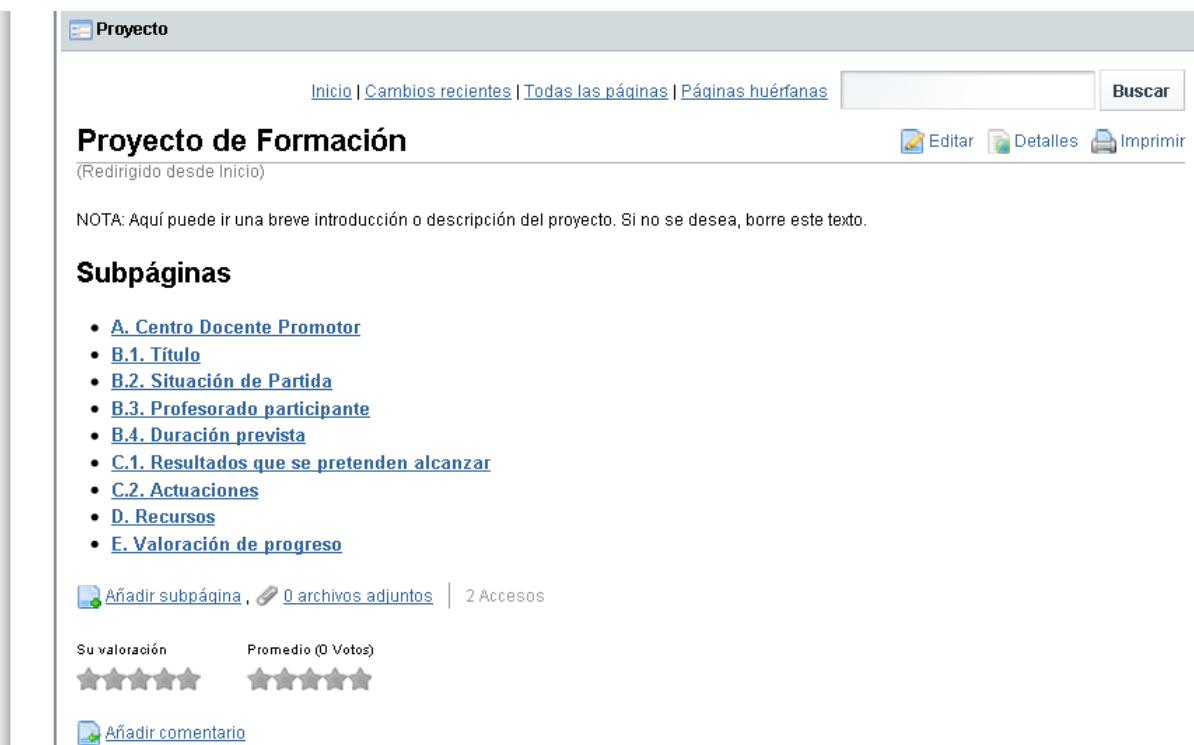 Proyecto
Inicio | Cambios recientes | Todas las páginas | Páginas huérfanas
Buscar
Proyecto de Formación
Editar Detalles Imprimir
(Redirigido desde Inicio)
NOTA: Aquí puede ir una breve introducción o descripción del proyecto. Si no se desea, borre este texto.
Subpáginas
• A. Centro Docente Promotor
• B.1. Título
• B.2. Situación de Partida
• B.3. Profesorado participante
• B.4. Duración prevista
• C.1. Resultados que se pretenden alcanzar
• C.2. Actuaciones
• D. Recursos
• E. Valoración de progreso
Añadir subpágina , 0 archivos adjuntos | 2 Accesos
Su valoración Promedio (0 Votos)
Añadir comentario